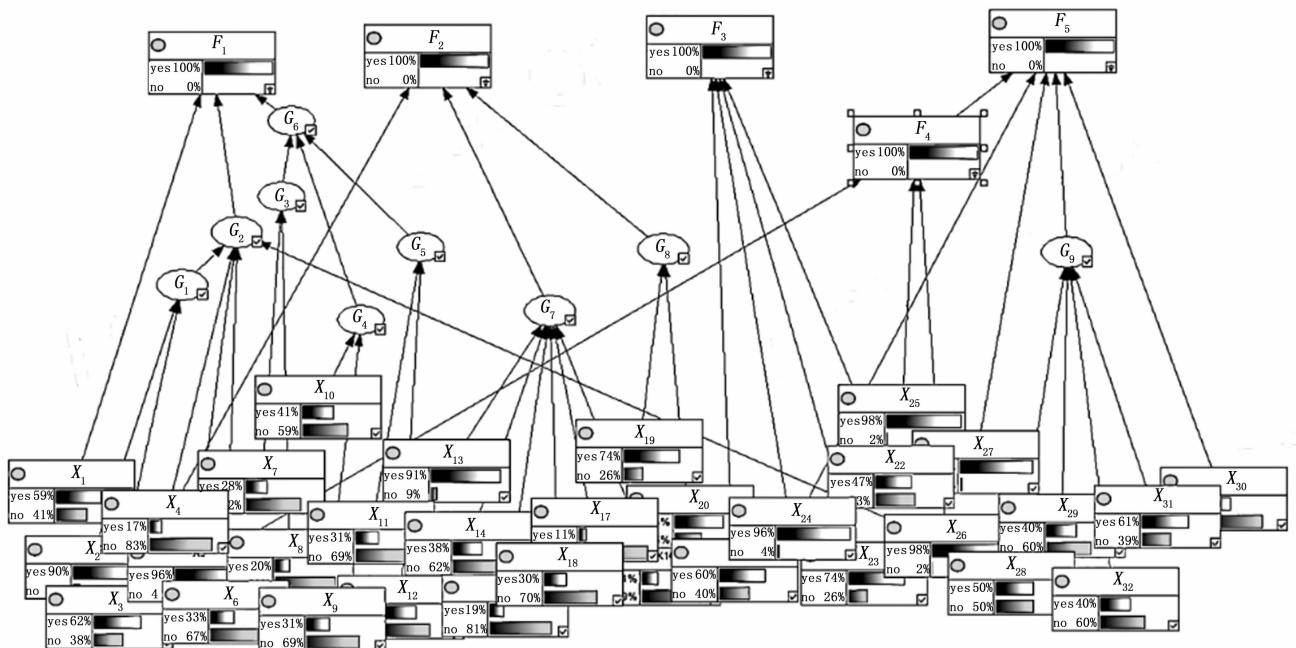 F1
yes 100%
no 0%
F2
yes 100%
no 0%
F3
yes 100%
no 0%
F5
yes 100%
no 0%
F4
yes 100%
no 0%
G6
G3
G2
G1
G5
G4
G7
G8
G9
X10
yes 41%
no 59%
X13
yes 91%
no 9%
X19
yes 74%
no 26%
X25
yes 98%
no 2%
X27
X22
yes 47%
X1
yes 59%
no 41%
X7
yes 28%
X4
yes 17%
no 83%
X30
X31
yes 61%
no 39%
X29
yes 40%
no 60%
X11
yes 31%
no 69%
X14
yes 38%
no 62%
X17
yes 11%
X20
X24
yes 96%
no 4%
X26
yes 98%
no 2%
X2
yes 90%
no
yes 96%
no 4
X8
yes 20%
no
X18
yes 30%
no 70%
yes 60%
no 40%
X23
yes 74%
no 26%
X28
yes 50%
no 50%
X32
yes 40%
no 60%
X3
yes 62%
no 38%
X6
yes 33%
no 67%
X9
yes 31%
no 69%
X12
yes 19%
no 81%